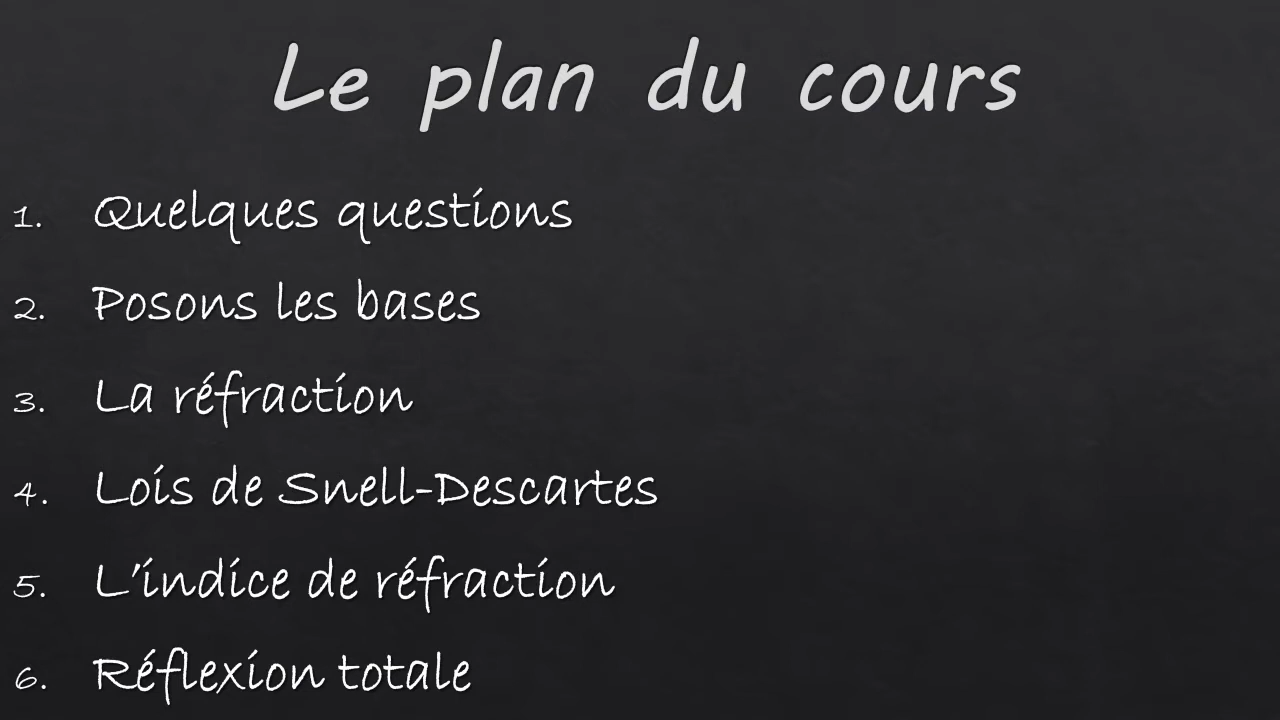 Le plan du cours
1. Quelques questions
2. Posons les bases
3. La réfraction
4. Lois de Snell-Descartes
5. L'indice de réfraction
6. Réflexion totale